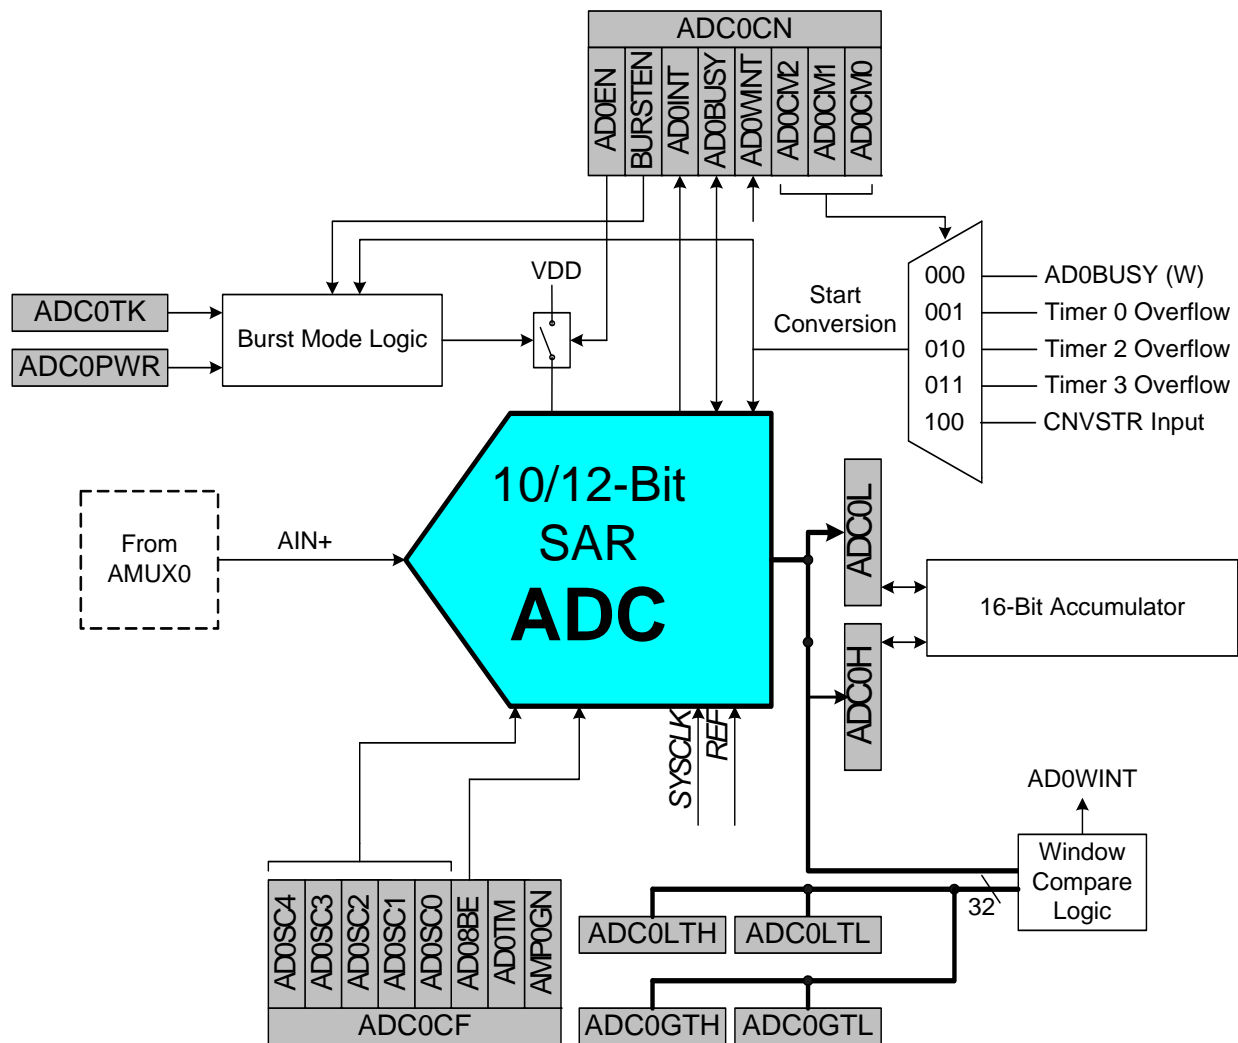 ADC0CN
AD0EN
BURSTEN
AD0INT
AD0BUSY
AD0WINT
AD0CM2
AD0CM1
AD0CM0
VDD
Start
Conversion
000
AD0BUSY (W)
001
Timer 0 Overflow
010
Timer 2 Overflow
011
Timer 3 Overflow
100
CNVSTR Input
ADC0TK
ADC0PWR
Burst Mode Logic
10/12-Bit
SAR
ADC
From
AMUX0
AIN+
ADC0L
ADC0H
16-Bit Accumulator
SYSCLK
REF
AD0WINT
Window
Compare
Logic
32
AD0SC4
AD0SC3
AD0SC2
AD0SC1
AD0SC0
AD08BE
AD0TM
AMP0GN
ADC0CF
ADC0LTH
ADC0LTL
ADC0GTH
ADC0GTL